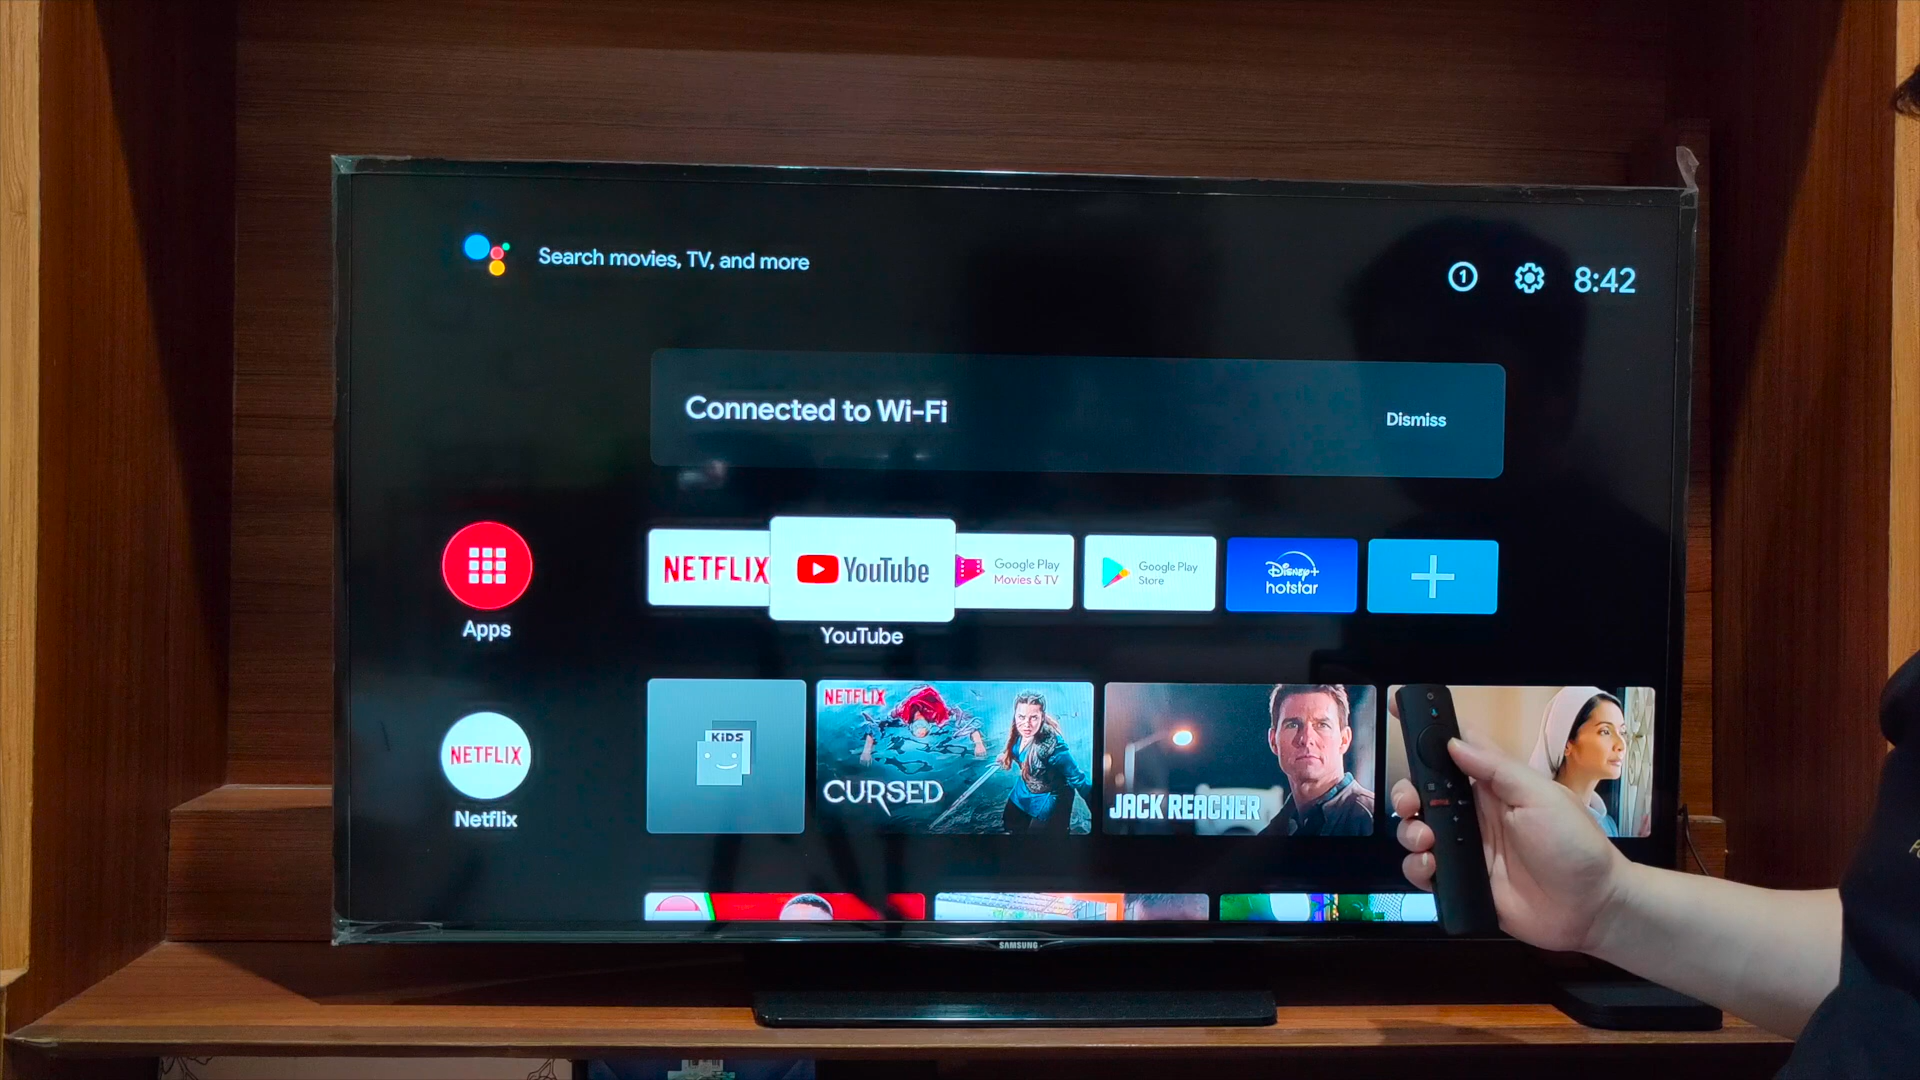 Search movies, TV, and more
1
8:42
Connected to Wi-Fi
Dismiss
Apps
NETFLIX
YouTube
Google Play
Movies & TV
Google Play
Store
Disney+
hotstar
YouTube
NETFLIX
Netflix
KiDS
NETFLIX
CURSED
JACK REACHER
SAMSUNG